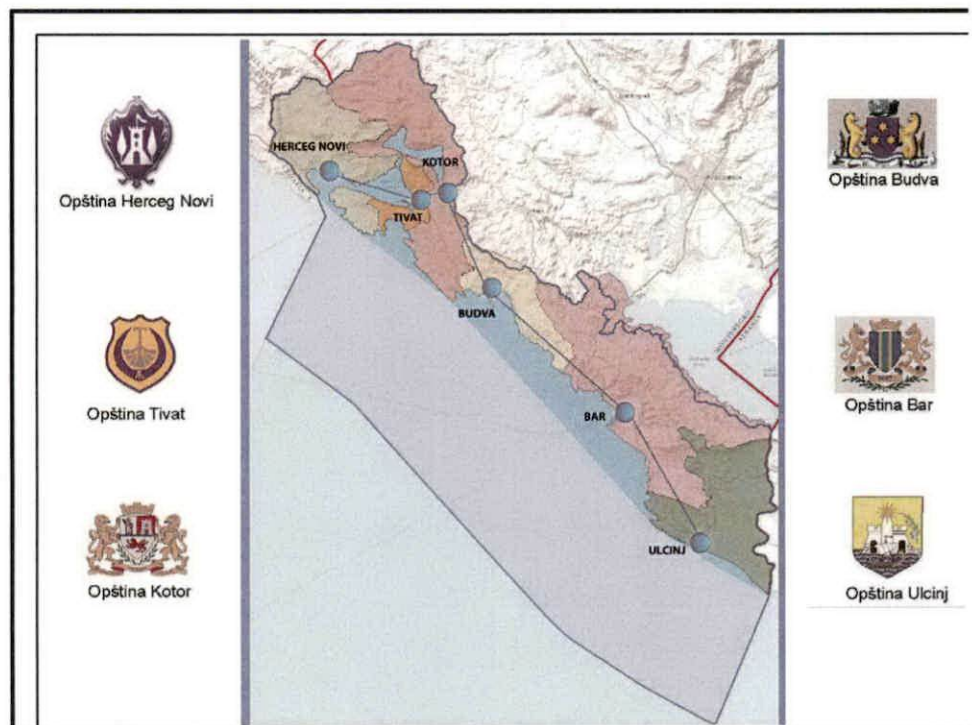 Opština Herceg Novi
Opština Tivat
Opština Kotor
HERCEG NOVI
KOTOR
TIVAT
BUDVA
BAR
ULCINJ
Opština Budva
Opština Bar
Opština Ulcinj